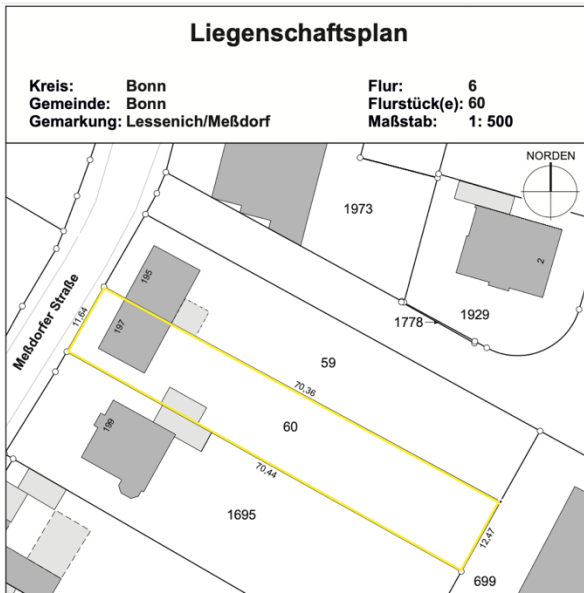 Liegenschaftsplan
Kreis: Bonn
Gemeinde: Bonn
Gemarkung: Lessenich/Meßdorf
Flur: 6
Flurstück(e): 60
Maßstab: 1: 500
NORDEN
1973
2
195
Meßdorfer Straße
11,64
197
1778
1929
59
70,36
60
199
70,44
1695
12,47
699